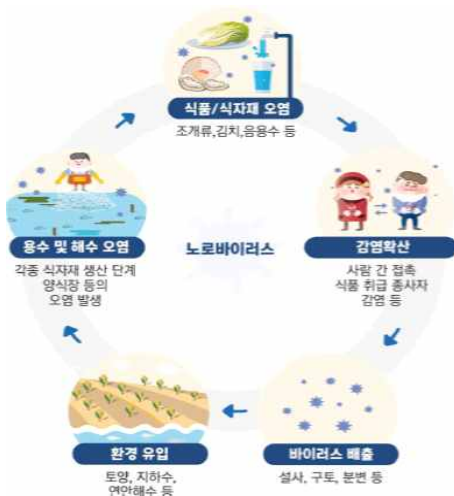 식품/식자재 오염
조개류,김치,음용수 등
용수 및 해수 오염
각종 식자재 생산 단계
양식장 등의
오염 발생
노로바이러스
감염확산
사람 간 접촉
식품 취급 종사자
감염 등
환경 유입
토양, 지하수,
연안해수 등
바이러스 배출
설사, 구토, 분변 등